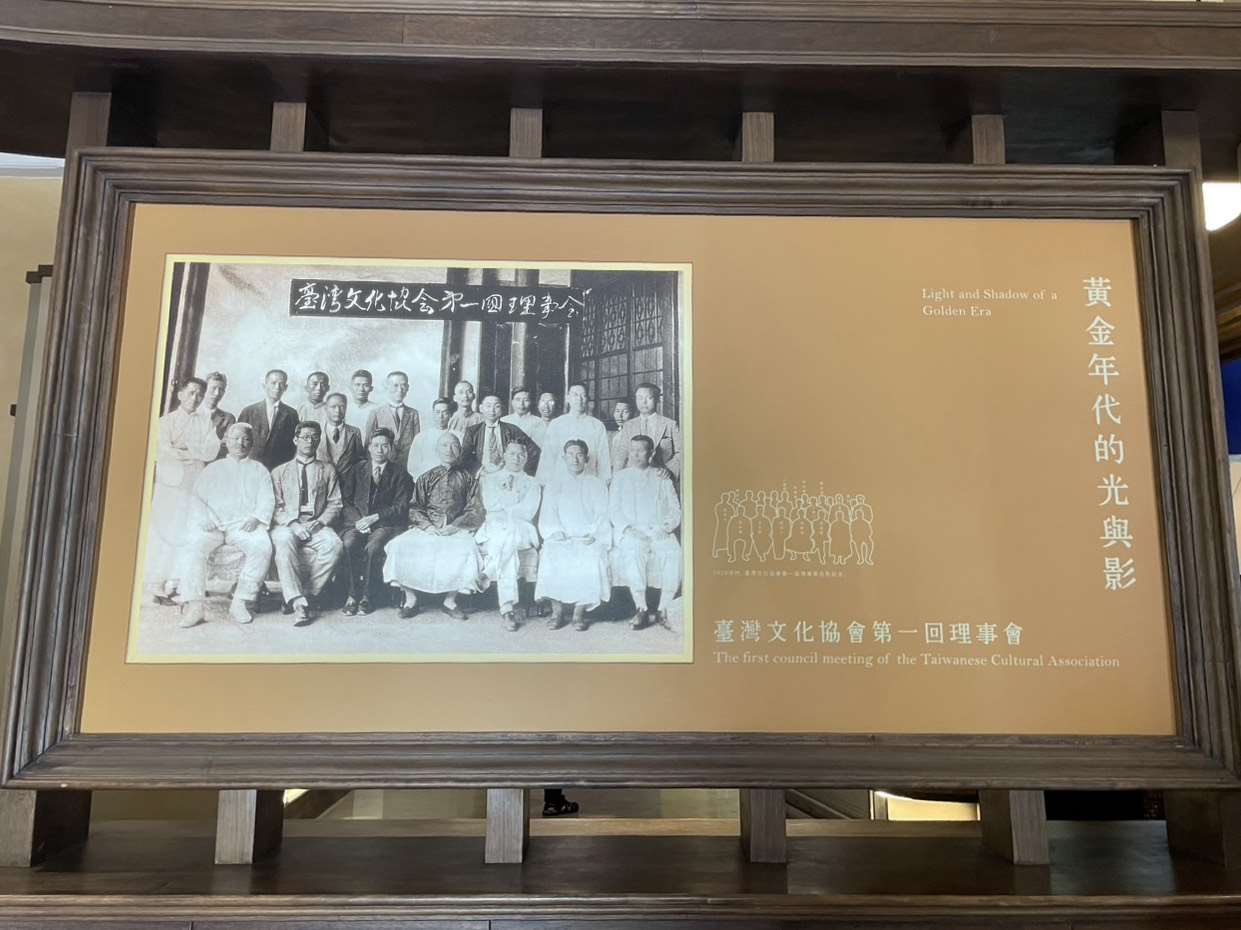 臺灣文化協会第一回理事会
黃金年代的光與影
Light and Shadow of a
Golden Era
臺灣文化協會第一回理事會
The first council meeting of the Taiwanese Cultural Association